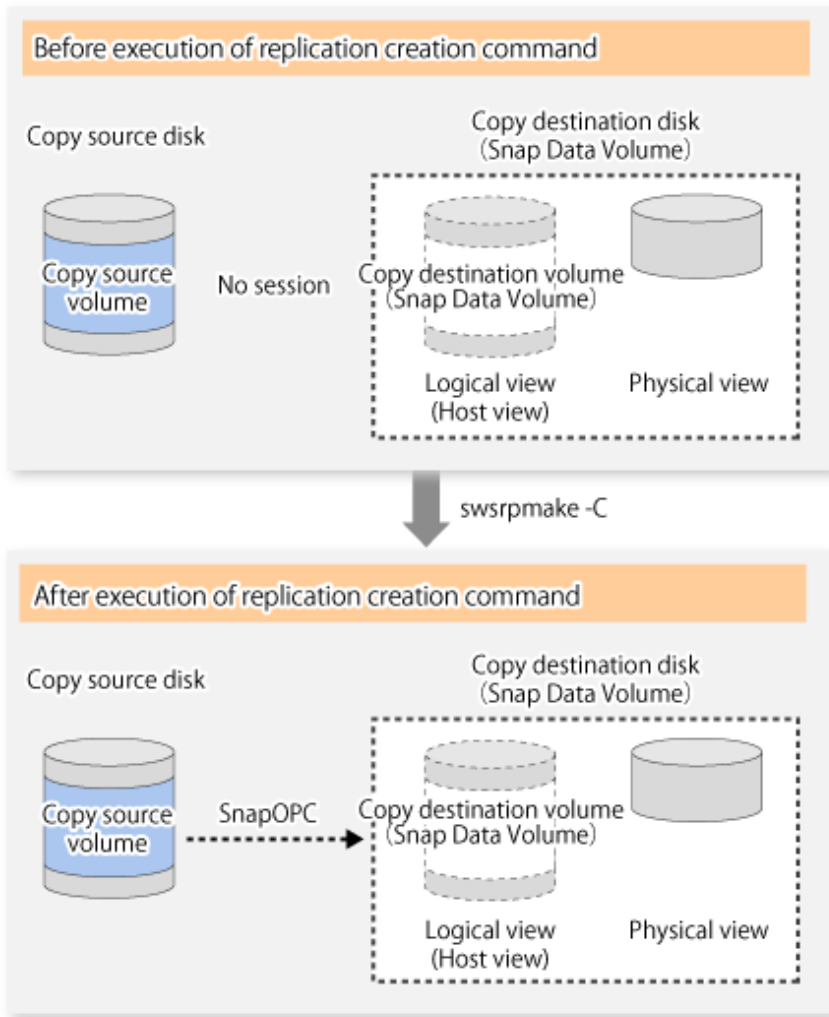 Before execution of replication creation command
Copy source disk
Copy destination disk
(Snap Data Volume)
Copy source
volume
No session
Copy destination volume
(Snap Data Volume)
Logical view
(Host view)
Physical view
swsrpmake -C
After execution of replication creation command
Copy source disk
Copy destination disk
(Snap Data Volume)
Copy source
volume
SnapOPC
Copy destination volume
(Snap Data Volume)
Logical view
(Host view)
Physical view